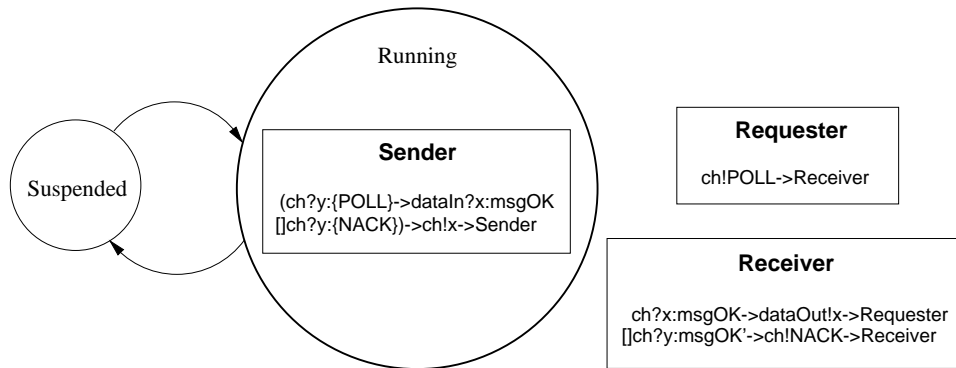 Running
Suspended
Sender
(ch?y:{POLL}->dataIn?x:msgOK
[]ch?y:{NACK})->ch!x->Sender
Requester
ch!POLL->Receiver
Receiver
ch?x:msgOK->dataOut!x->Requester
[]ch?y:msgOK'->ch!NACK->Receiver